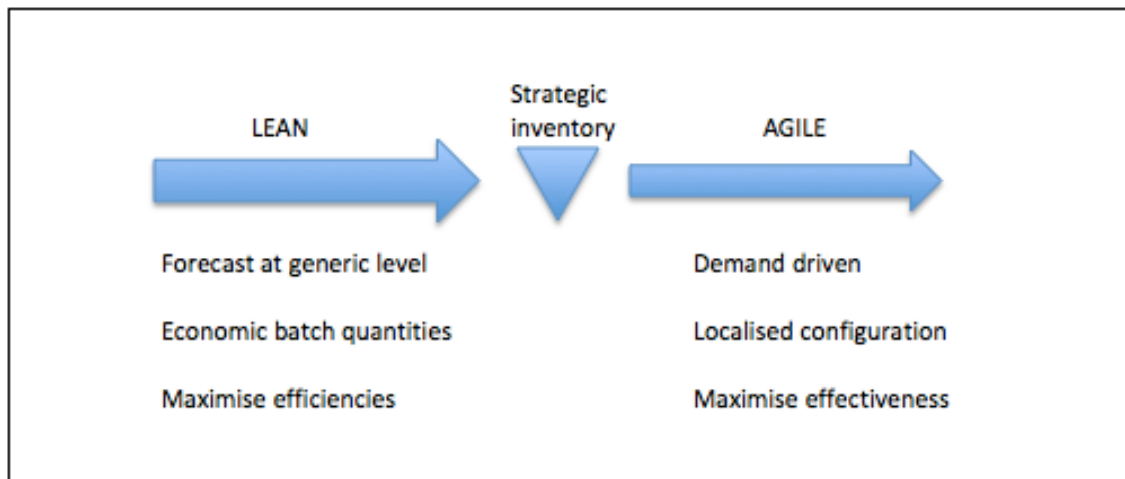 LEAN
Strategic
inventory
AGILE
Forecast at generic level
Economic batch quantities
Maximise efficiencies
Demand driven
Localised configuration
Maximise effectiveness